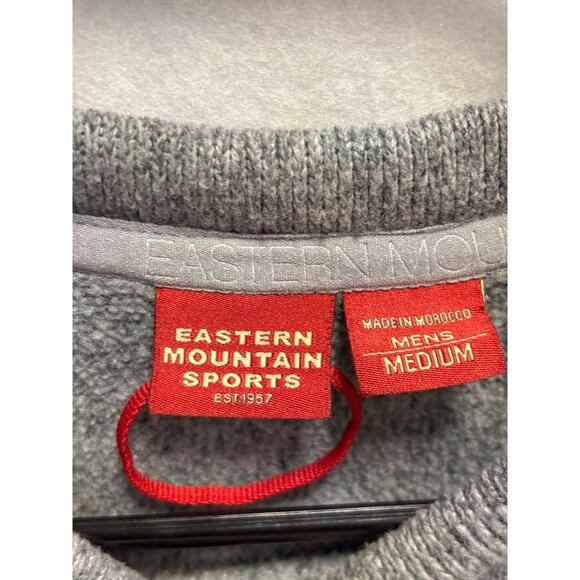 EASTERN MOU
EASTERN
MOUNTAIN
SPORTS
EST.1967
MADE IN MOROCCO
MENS
MEDIUM